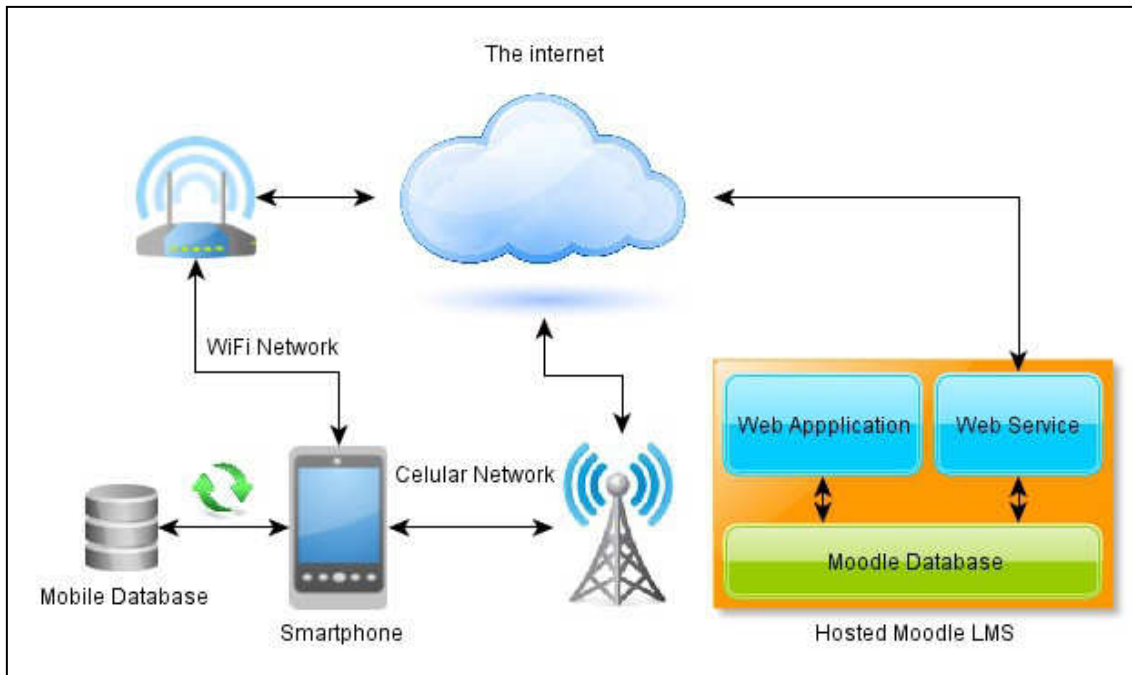 The internet
WiFi Network
Celular Network
Web Appplication
Web Service
Moodle Database
Mobile Database
Smartphone
Hosted Moodle LMS